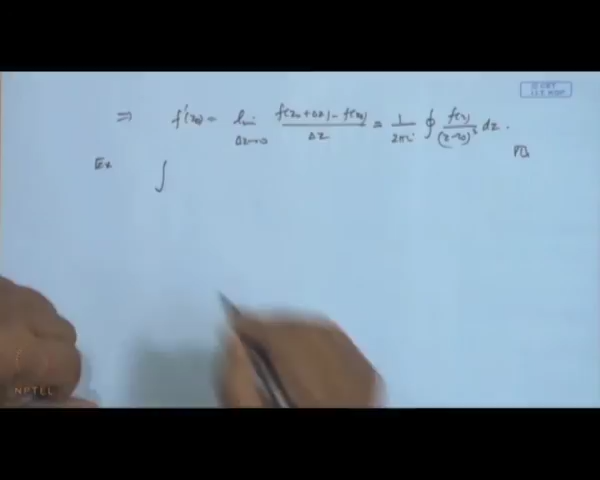 ⇒ f'(z₀) = lim Δz→0 f(z₀+Δz) - f(z₀) / Δz = 1/2πi ∮ f(z)/(z-z₀)² dz.
Ex ∫
NPTEL